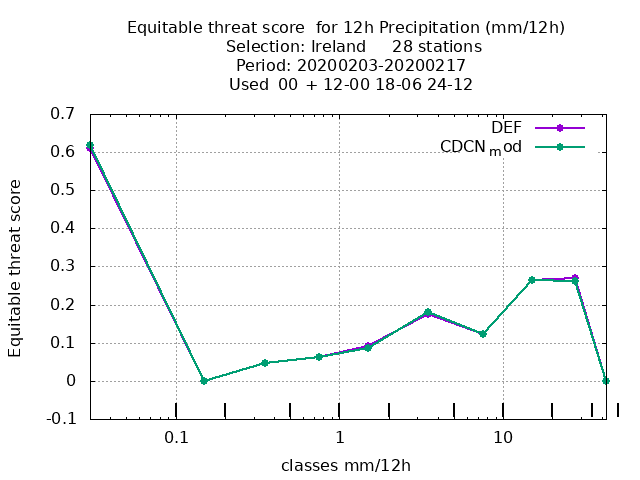 Equitable threat score  for 12h Precipitation (mm/12h)
Selection: Ireland     28 stations
Period: 20200203-20200217
Used  00 + 12-00 18-06 24-12
DEF
CDCNmod
0.7
0.6
0.5
0.4
0.3
0.2
0.1
0
-0.1
Equitable threat score
0.1 1 10
classes mm/12h